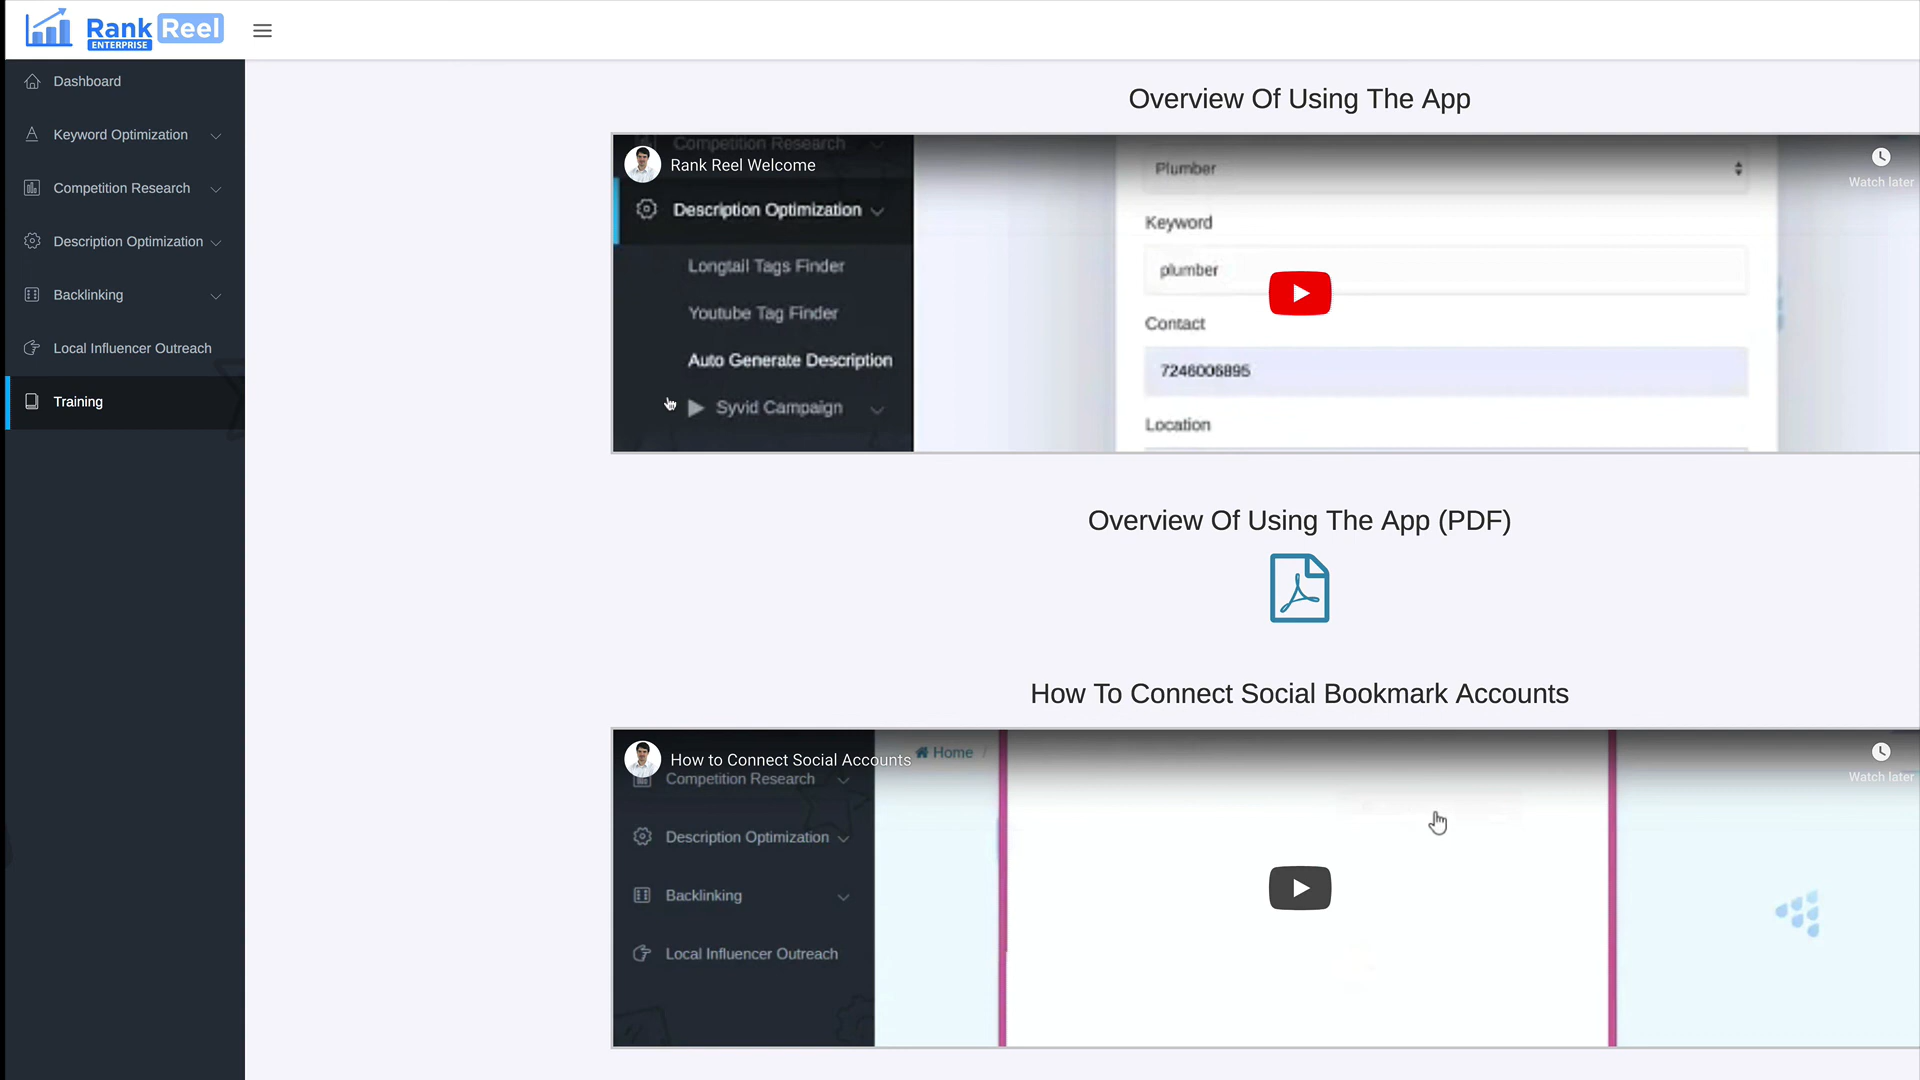 Rank Reel
ENTERPRISE
Dashboard
Keyword Optimization
Competition Research
Description Optimization
Backlinking
Local Influencer Outreach
Training
Overview Of Using The App
Competition Research
Rank Reel Welcome
Description Optimization
Longtail Tags Finder
Youtube Tag Finder
Auto Generate Description
Syvid Campaign
Plumber
Keyword
plumber
Contact
7246006895
Location
Watch later
Overview Of Using The App (PDF)
How To Connect Social Bookmark Accounts
How to Connect Social Accounts
Home /
Watch later
Competition Research
Description Optimization
Backlinking
Local Influencer Outreach